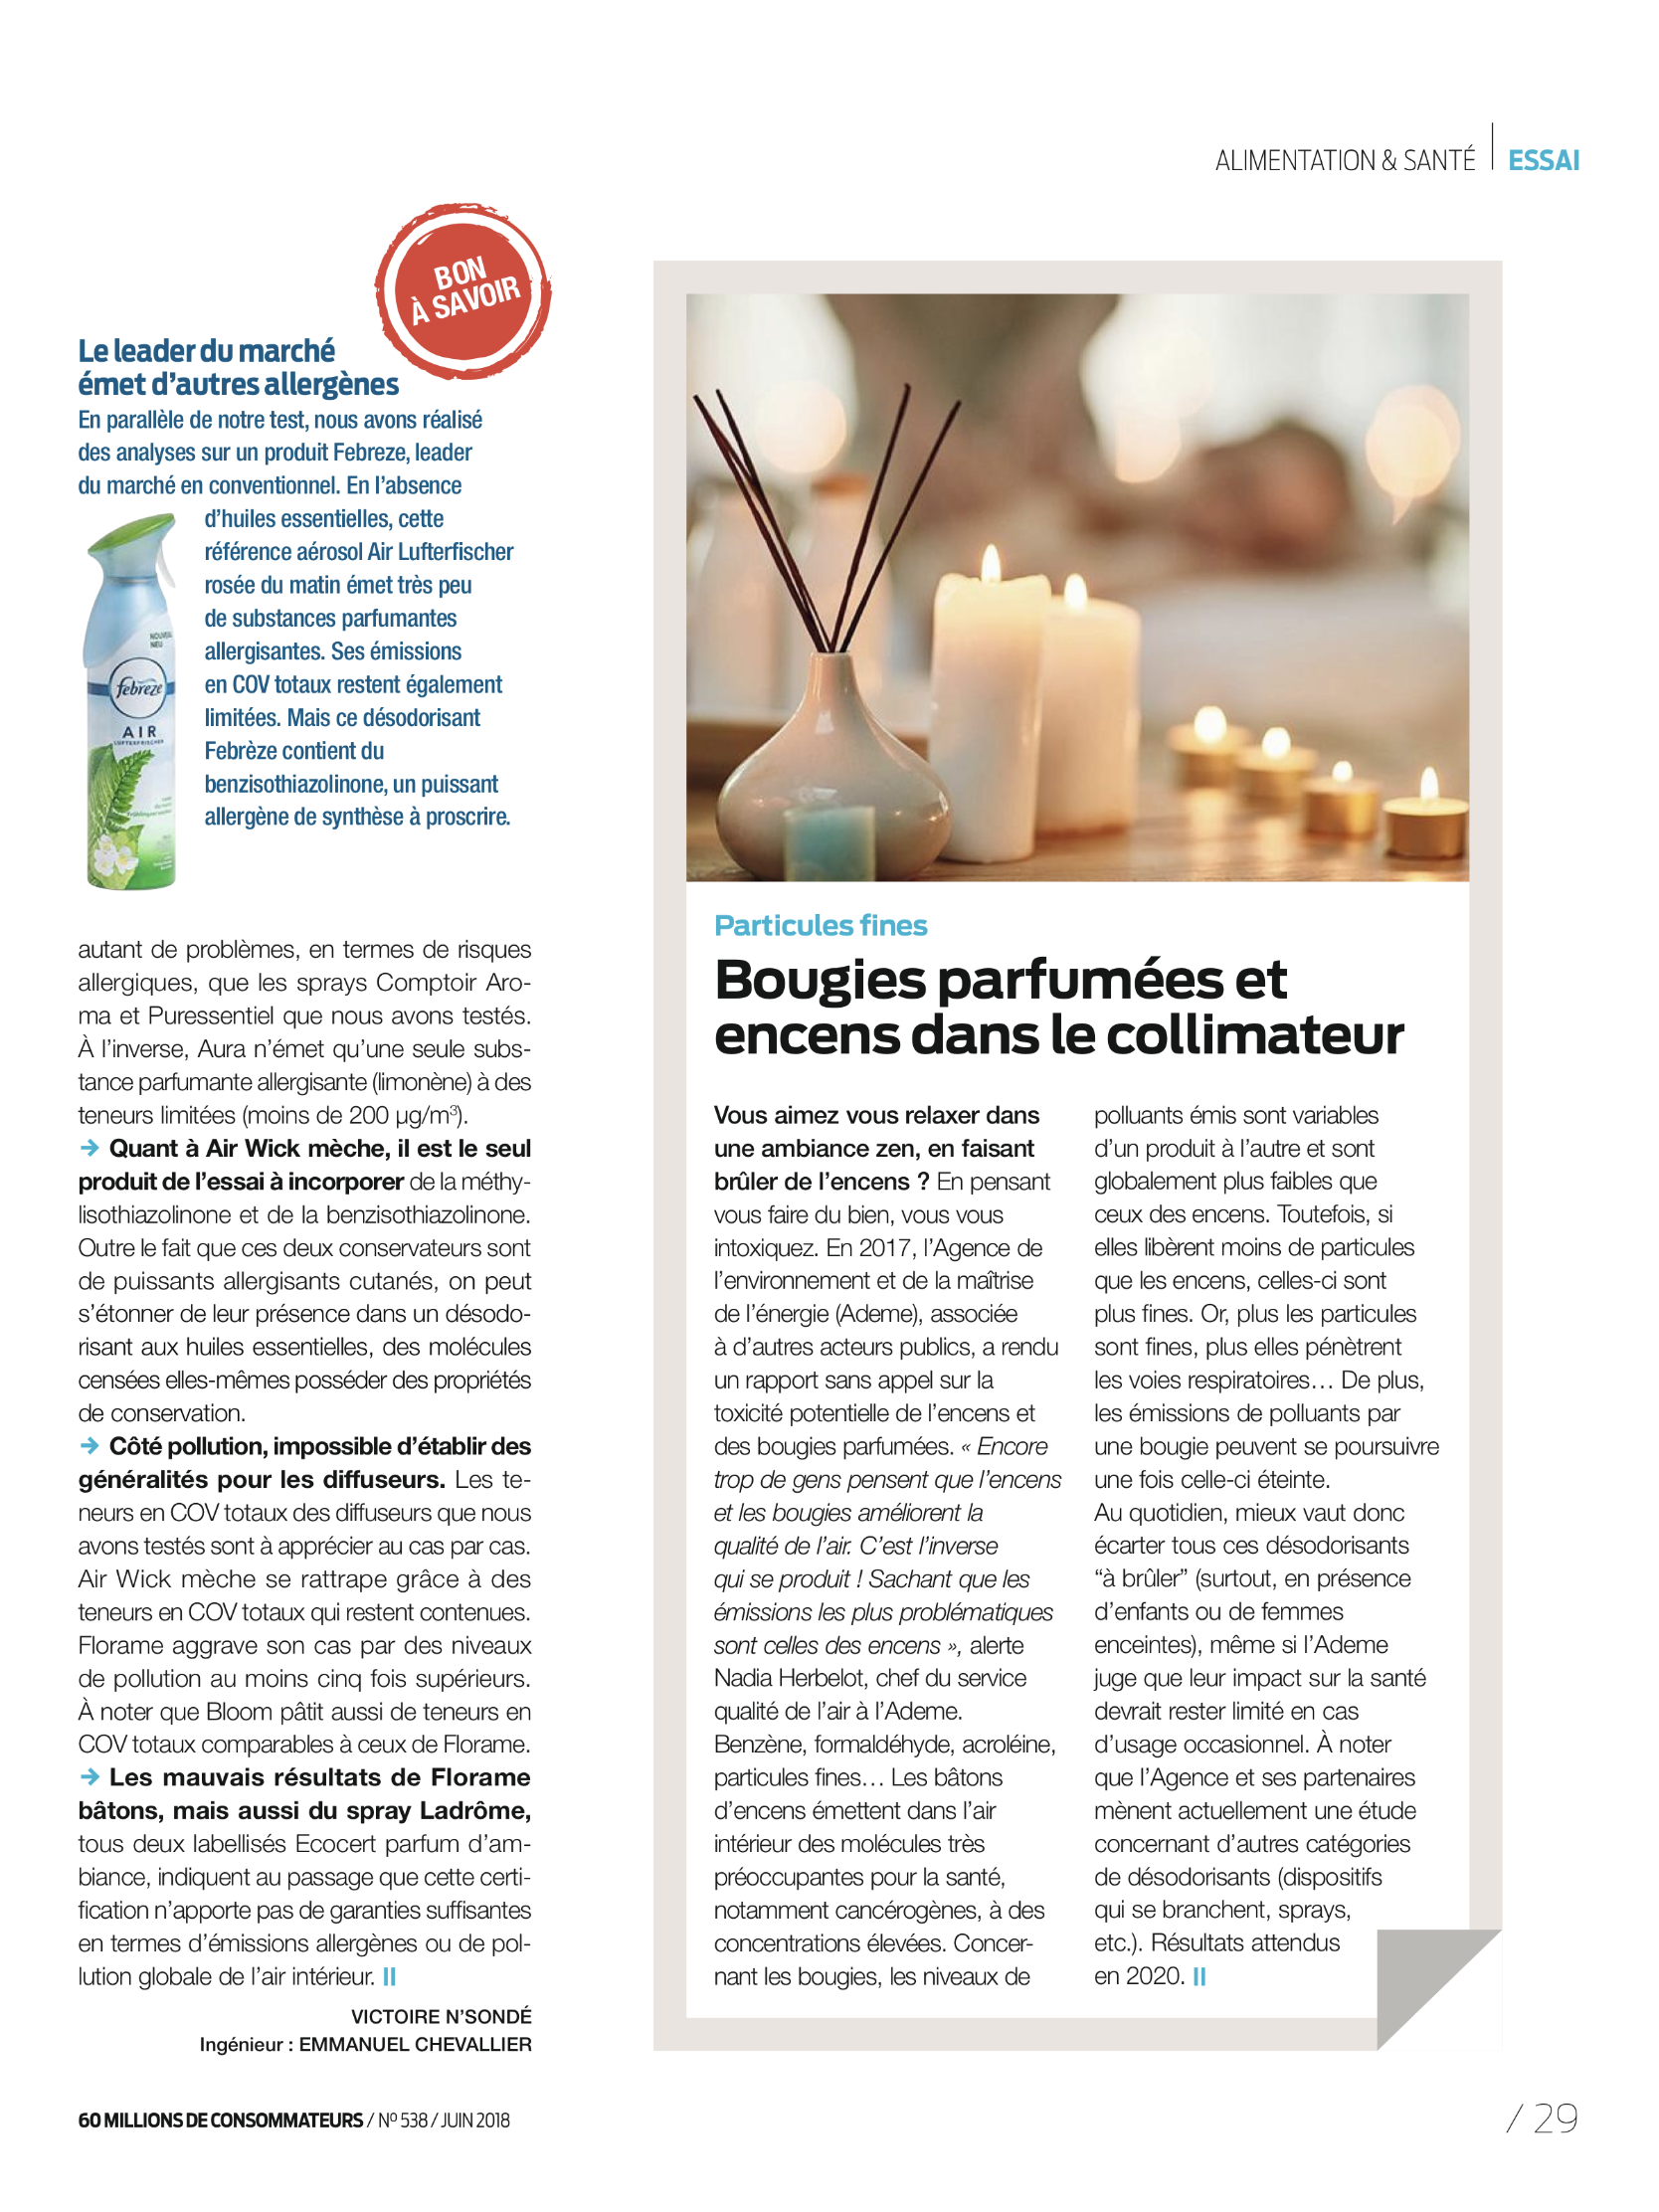 ALIMENTATION & SANTÉ | ESSAI
BON
À SAVOIR
Le leader du marché
émet d’autres allergènes
En parallèle de notre test, nous avons réalisé
des analyses sur un produit Febreze, leader
du marché en conventionnel. En l’absence
d’huiles essentielles, cette
référence aérosol Air Lufterfischer
rosée du matin émet très peu
de substances parfumantes
allergisantes. Ses émissions
en COV totaux restent également
limitées. Mais ce désodorisant
Febrèze contient du
benzisothiazolinone, un puissant
allergène de synthèse à proscrire.
NEU
febreze
AIR
autant de problèmes, en termes de risques
allergiques, que les sprays Comptoir Aro-
ma et Puressentiel que nous avons testés.
À l’inverse, Aura n’émet qu’une seule subs-
tance parfumante allergisante (limonène) à des
teneurs limitées (moins de 200 µg/m³).
→ Quant à Air Wick mèche, il est le seul
produit de l’essai à incorporer de la méthy-
lisothiazolinone et de la benzisothiazolinone.
Outre le fait que ces deux conservateurs sont
de puissants allergisants cutanés, on peut
s’étonner de leur présence dans un désodo-
risant aux huiles essentielles, des molécules
censées elles-mêmes posséder des propriétés
de conservation.
→ Côté pollution, impossible d’établir des
généralités pour les diffuseurs. Les te-
neurs en COV totaux des diffuseurs que nous
avons testés sont à apprécier au cas par cas.
Air Wick mèche se rattrape grâce à des
teneurs en COV totaux qui restent contenues.
Florame aggrave son cas par des niveaux
de pollution au moins cinq fois supérieurs.
À noter que Bloom pâtit aussi de teneurs en
COV totaux comparables à ceux de Florame.
→ Les mauvais résultats de Florame
bâtons, mais aussi du spray Ladrôme,
tous deux labellisés Ecocert parfum d’am-
biance, indiquent au passage que cette certi-
fication n’apporte pas de garanties suffisantes
en termes d’émissions allergènes ou de pol-
lution globale de l’air intérieur.
VICTOIRE N’SONDÉ
Ingénieur : EMMANUEL CHEVALLIER
Particules fines
Bougies parfumées et
encens dans le collimateur
Vous aimez vous relaxer dans
une ambiance zen, en faisant
brûler de l’encens ? En pensant
vous faire du bien, vous vous
intoxiquez. En 2017, l’Agence de
l’environnement et de la maîtrise
de l’énergie (Ademe), associée
à d’autres acteurs publics, a rendu
un rapport sans appel sur la
toxicité potentielle de l’encens et
des bougies parfumées. « Encore
trop de gens pensent que l’encens
et les bougies améliorent la
qualité de l’air. C’est l’inverse
qui se produit ! Sachant que les
émissions les plus problématiques
sont celles des encens », alerte
Nadia Herbelot, chef du service
qualité de l’air à l’Ademe.
Benzène, formaldéhyde, acroléine,
particules fines… Les bâtons
d’encens émettent dans l’air
intérieur des molécules très
préoccupantes pour la santé,
notamment cancérogènes, à des
concentrations élevées. Concer-
nant les bougies, les niveaux de
polluants émis sont variables
d’un produit à l’autre et sont
globalement plus faibles que
ceux des encens. Toutefois, si
elles libèrent moins de particules
que les encens, celles-ci sont
plus fines. Or, plus les particules
sont fines, plus elles pénètrent
les voies respiratoires… De plus,
les émissions de polluants par
une bougie peuvent se poursuivre
une fois celle-ci éteinte.
Au quotidien, mieux vaut donc
écarter tous ces désodorisants
“à brûler” (surtout, en présence
d’enfants ou de femmes
enceintes), même si l’Ademe
juge que leur impact sur la santé
devrait rester limité en cas
d’usage occasionnel. À noter
que l’Agence et ses partenaires
mènent actuellement une étude
concernant d’autres catégories
de désodorisants (dispositifs
qui se branchent, sprays,
etc.). Résultats attendus
en 2020.
60 MILLIONS DE CONSOMMATEURS / Nº 538 / JUIN 2018
/ 29